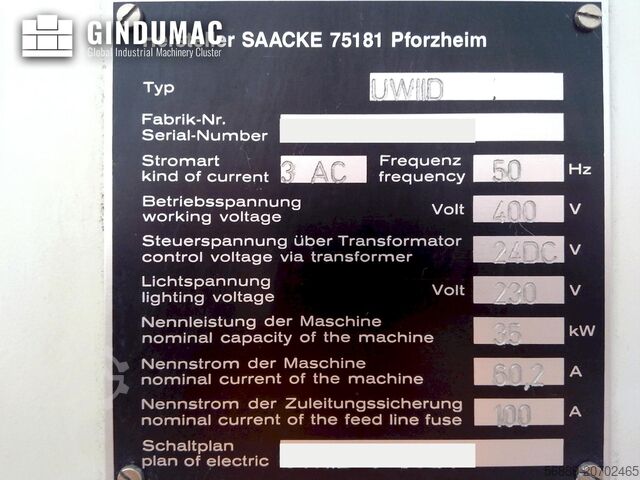 GINDUMAC
Global Industrial Machinery Cluster
SAACKE 75181 Pforzheim
Typ UWIID
Fabrik-Nr.
Serial-Number
Stromart
kind of current 3 AC
Frequenz
frequency 50 Hz
Betriebsspannung
working voltage Volt 400 V
Steuerspannung über Transformator
control voltage via transformer 24DC V
Lichtspannung
lighting voltage Volt 230 V
Nennleistung der Maschine
nominal capacity of the machine 35 kW
Nennstrom der Maschine
nominal current of the machine 60,2 A
Nennstrom der Zuleitungssicherung
nominal current of the feed line fuse 100 A
Schaltplan
plan of electric